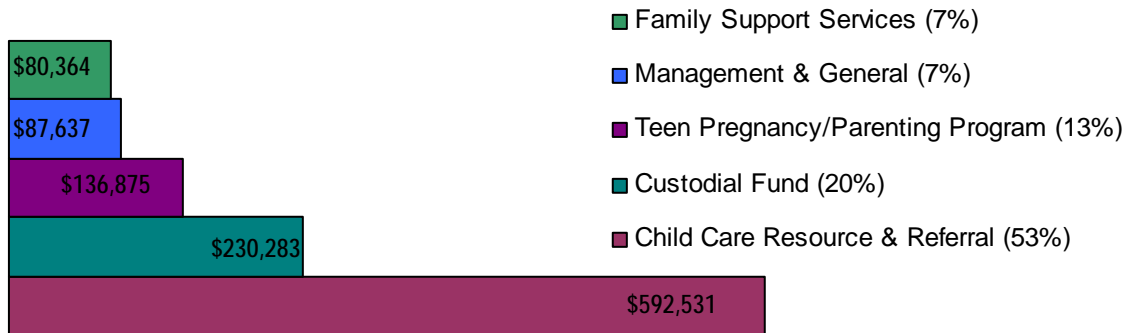 $80,364
$87,637
$136,875
$230,283
$592,531
Family Support Services (7%)
Management & General (7%)
Teen Pregnancy/Parenting Program (13%)
Custodial Fund (20%)
Child Care Resource & Referral (53%)